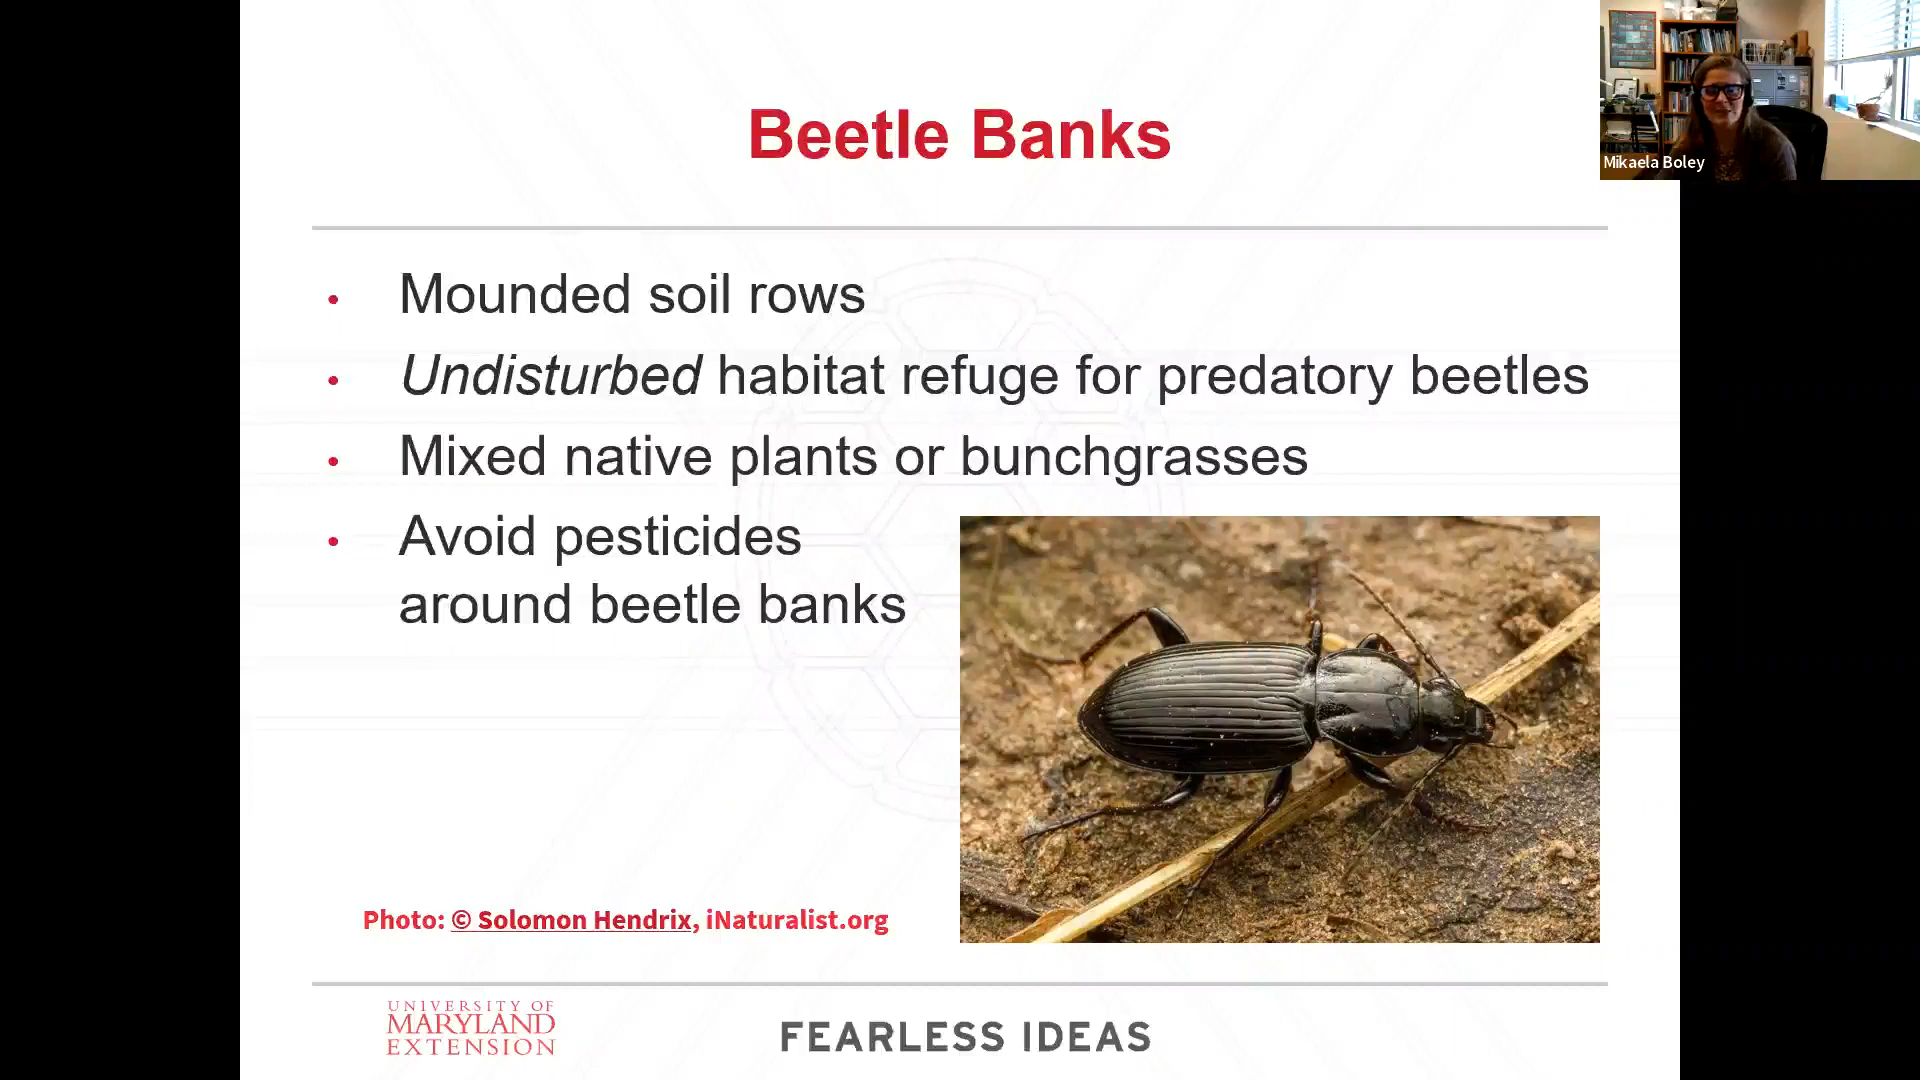 Beetle Banks
Mikaela Boley
• Mounded soil rows
• Undisturbed habitat refuge for predatory beetles
• Mixed native plants or bunchgrasses
• Avoid pesticides
around beetle banks
Photo: © Solomon Hendrix, iNaturalist.org
UNIVERSITY OF
MARYLAND
EXTENSION
FEARLESS IDEAS